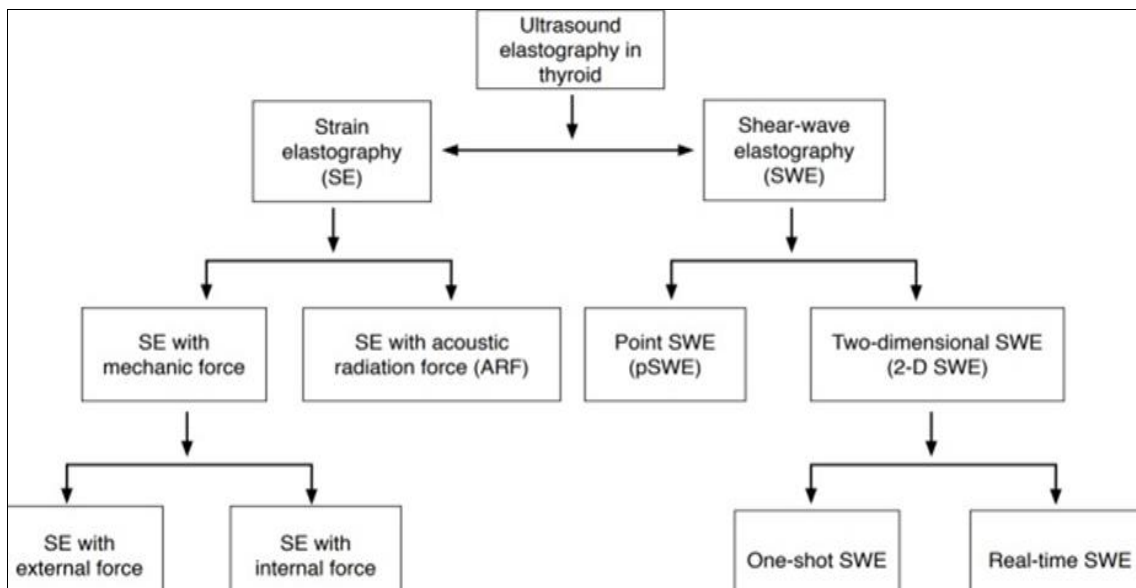 Ultrasound
elastography in
thyroid
Strain
elastography
(SE)
Shear-wave
elastography
(SWE)
SE with
mechanic force
SE with acoustic
radiation force (ARF)
Point SWE
(pSWE)
Two-dimensional SWE
(2-D SWE)
SE with
external force
SE with
internal force
One-shot SWE
Real-time SWE